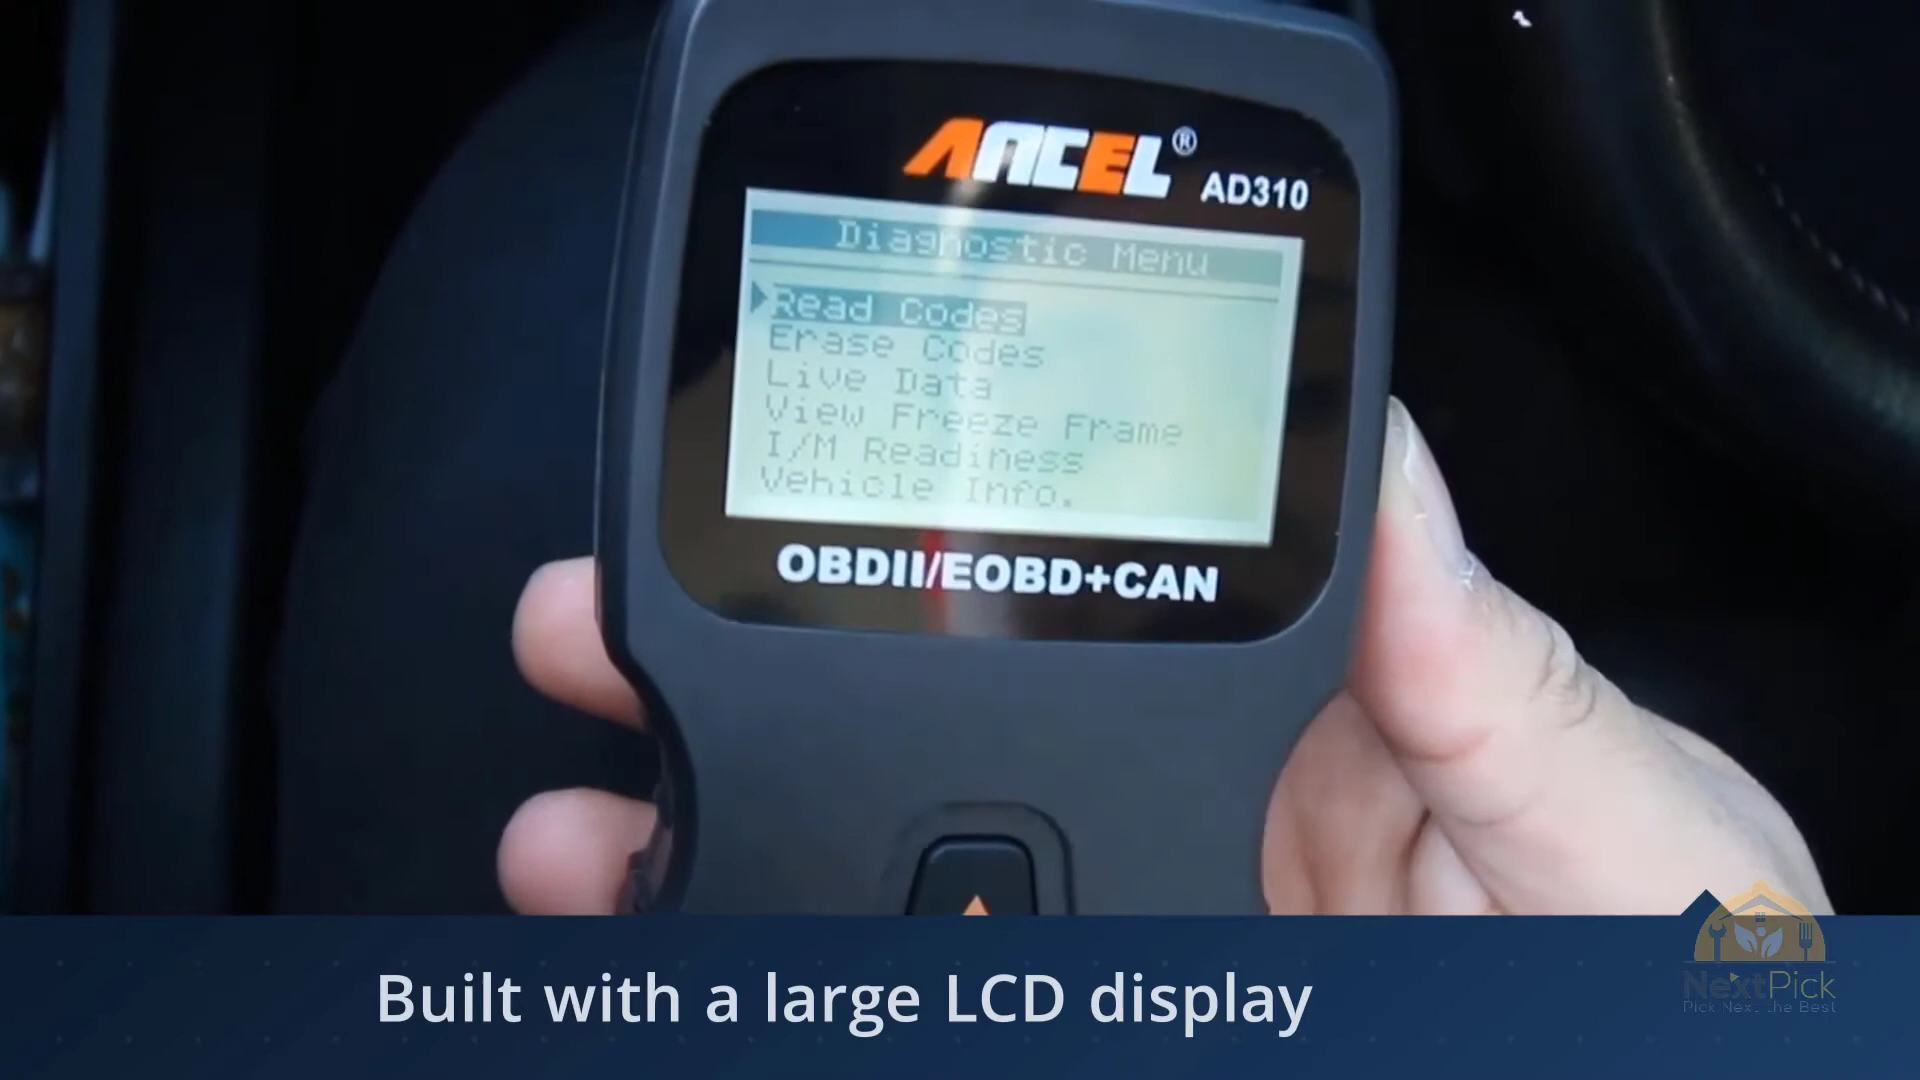 ANCEL® AD310
Diagnostic Menu
Read Codes
Erase Codes
Live Data
View Freeze Frame
I/M Readiness
Vehicle Info.
OBDII/EOBD+CAN
Built with a large LCD display
NextPick
Pick Next the Best